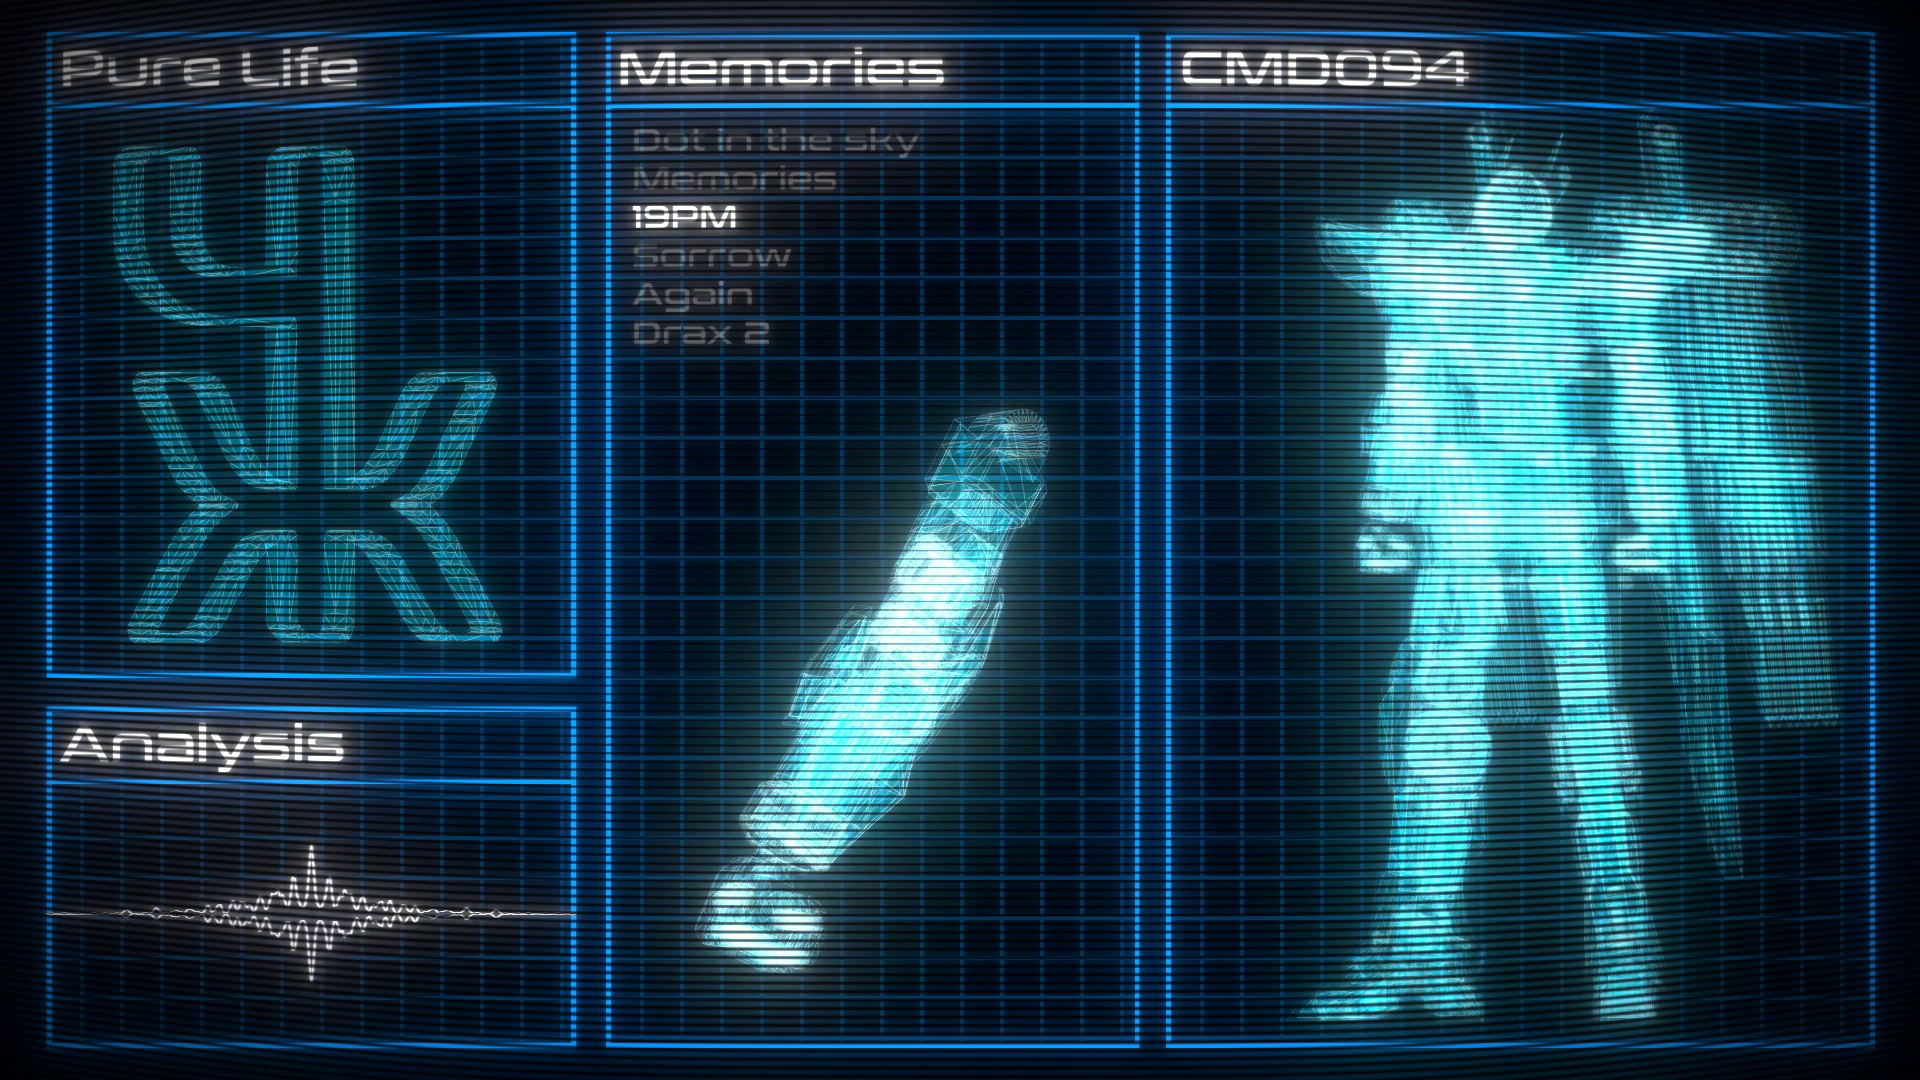 Pure Life
Analysis
Memories
Dot in the sky
Memories
19PM
Sorrow
Again
Drax 2
CMD094